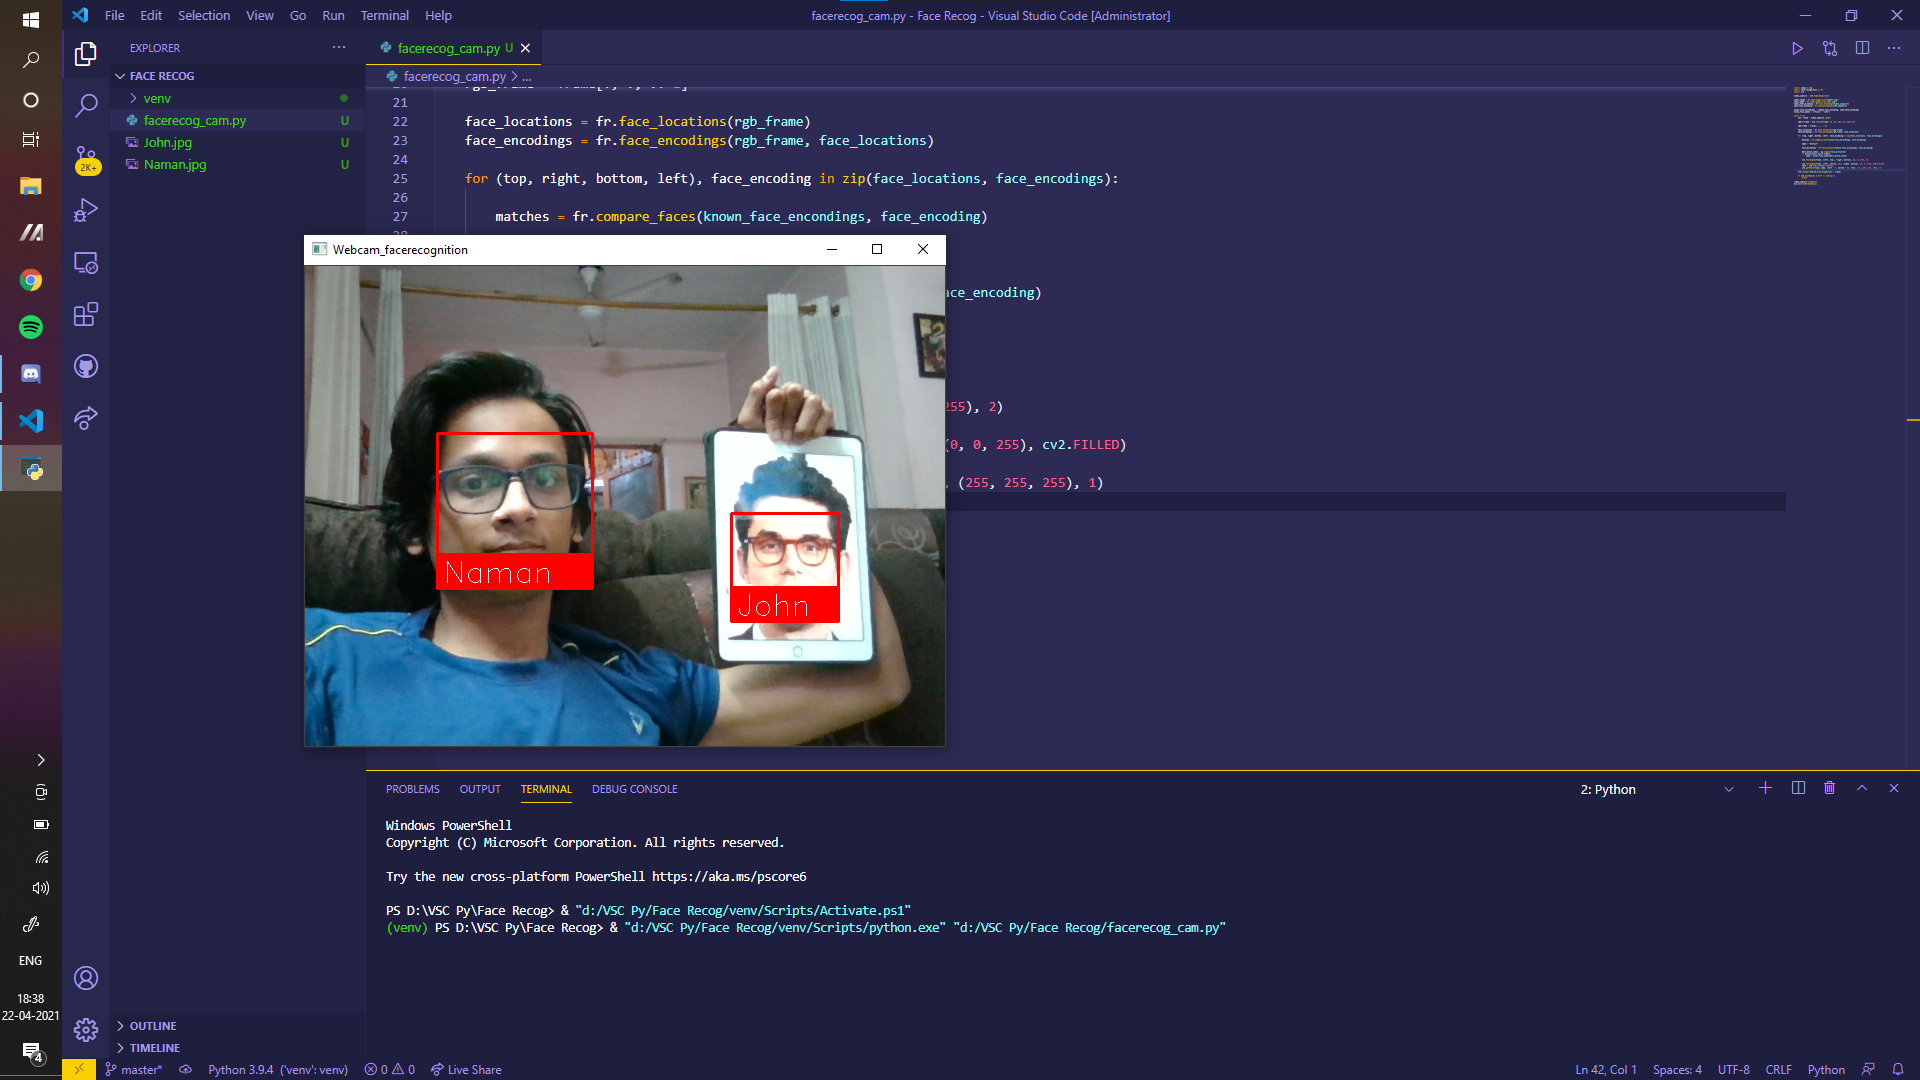 File Edit Selection View Go Run Terminal Help
facerecog_cam.py - Face Recog - Visual Studio Code [Administrator]
EXPLORER
FACE RECOG
venv
facerecog_cam.py U
John.jpg U
Naman.jpg U
2K+
facerecog_cam.py U
facerecog_cam.py > ...
21
22 face_locations = fr.face_locations(rgb_frame)
23 face_encodings = fr.face_encodings(rgb_frame, face_locations)
24
25 for (top, right, bottom, left), face_encoding in zip(face_locations, face_encodings):
26
27 matches = fr.compare_faces(known_face_encondings, face_encoding)
Webcam_facerecognition
ace_encoding)
255), 2)
(0, 0, 255), cv2.FILLED)
, (255, 255, 255), 1)
Naman
John
PROBLEMS OUTPUT TERMINAL DEBUG CONSOLE
2: Python
Windows PowerShell
Copyright (C) Microsoft Corporation. All rights reserved.
Try the new cross-platform PowerShell https://aka.ms/pscore6
PS D:\VSC Py\Face Recog> & "d:/VSC Py/Face Recog/venv/Scripts/Activate.ps1"
(venv) PS D:\VSC Py\Face Recog> & "d:/VSC Py/Face Recog/venv/Scripts/python.exe" "d:/VSC Py/Face Recog/facerecog_cam.py"
OUTLINE
TIMELINE
ENG
18:38
22-04-2021
4
master* Python 3.9.4 ('venv': venv) 0 0 Live Share
Ln 42, Col 1 Spaces: 4 UTF-8 CRLF Python